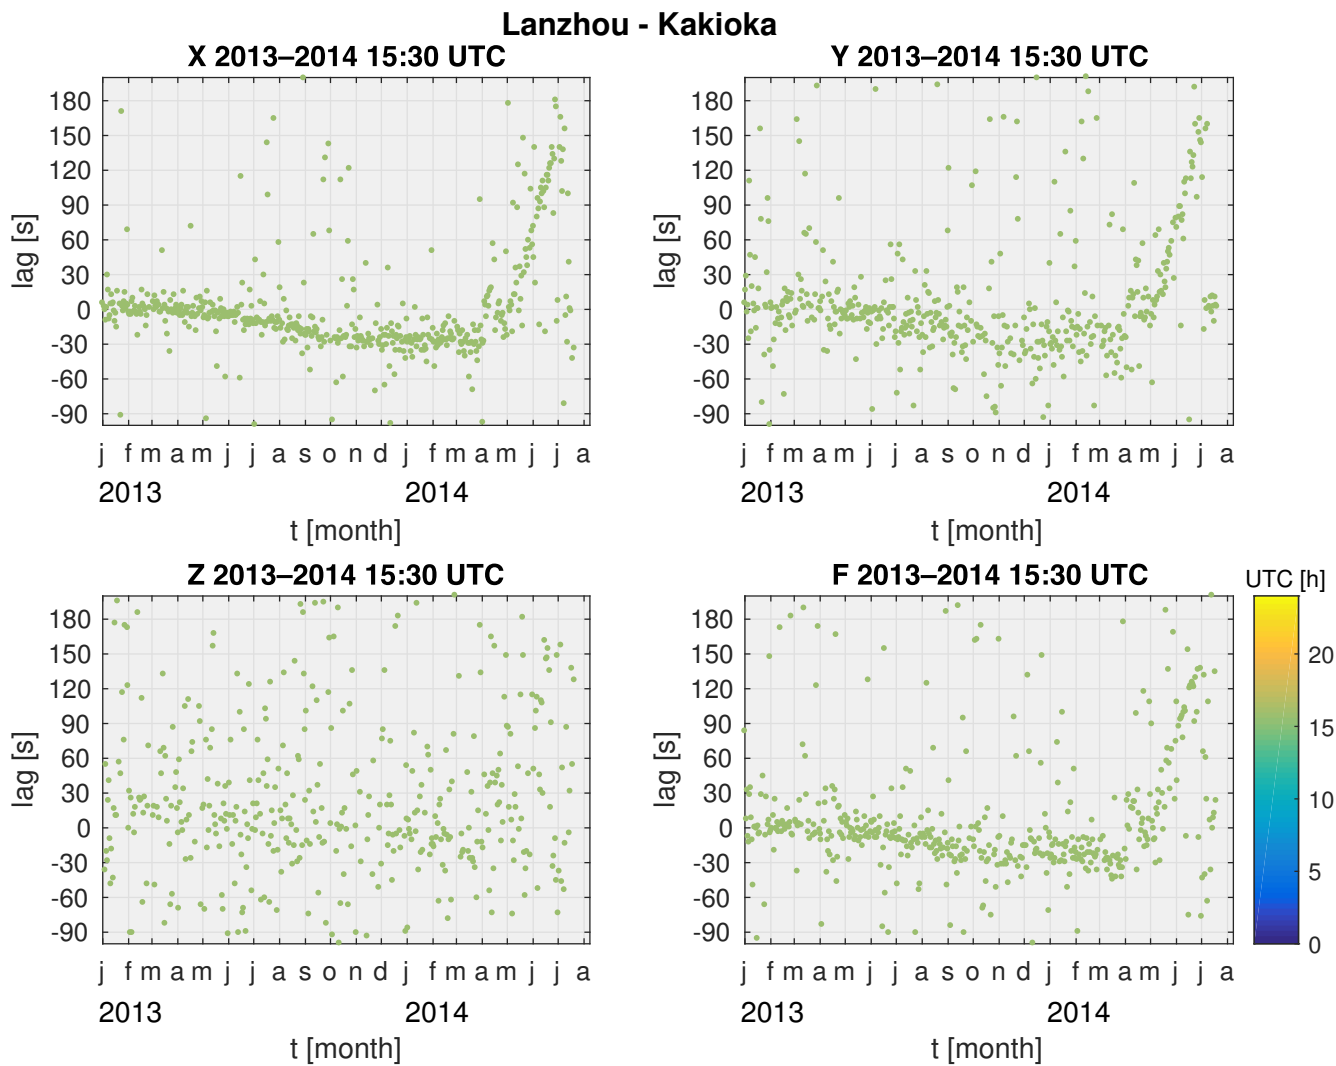 Lanzhou - Kakioka
X 2013–2014 15:30 UTC
lag [s]
180
150
120
90
60
30
0
-30
-60
-90
j f m a m j j a s o n d j f m a m j j a
2013 2014
t [month]
Y 2013–2014 15:30 UTC
lag [s]
180
150
120
90
60
30
0
-30
-60
-90
j f m a m j j a s o n d j f m a m j j a
2013 2014
t [month]
Z 2013–2014 15:30 UTC
lag [s]
180
150
120
90
60
30
0
-30
-60
-90
j f m a m j j a s o n d j f m a m j j a
2013 2014
t [month]
F 2013–2014 15:30 UTC
lag [s]
180
150
120
90
60
30
0
-30
-60
-90
j f m a m j j a s o n d j f m a m j j a
2013 2014
t [month]
UTC [h]
20
15
10
5
0